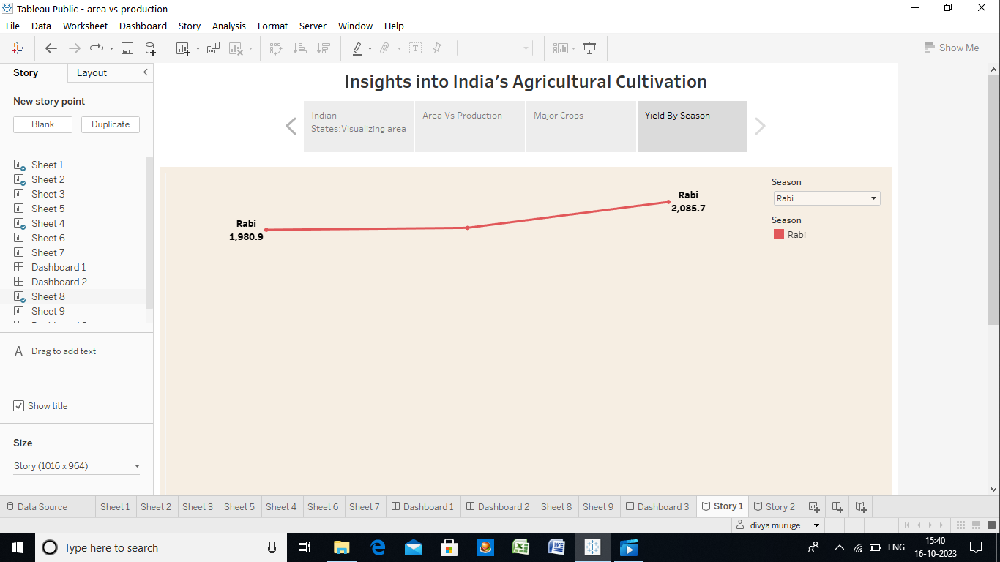 Tableau Public - area vs production
File Data Worksheet Dashboard Story Analysis Format Server Window Help
Show Me
Story Layout
New story point
Blank Duplicate
Sheet 1
Sheet 2
Sheet 3
Sheet 5
Sheet 4
Sheet 6
Sheet 7
Dashboard 1
Dashboard 2
Sheet 8
Sheet 9
A Drag to add text
Show title
Size
Story (1016 x 964)
Insights into India’s Agricultural Cultivation
Indian
States:Visualizing area
Area Vs Production
Major Crops
Yield By Season
Rabi
1,980.9
Rabi
2,085.7
Season
Rabi
Season
Rabi
Data Source Sheet 1 Sheet 2 Sheet 3 Sheet 5 Sheet 4 Sheet 6 Sheet 7 Dashboard 1 Dashboard 2 Sheet 8 Sheet 9 Dashboard 3 Story 1 Story 2
divya muruge...
Type here to search
ENG
15:40
16-10-2023